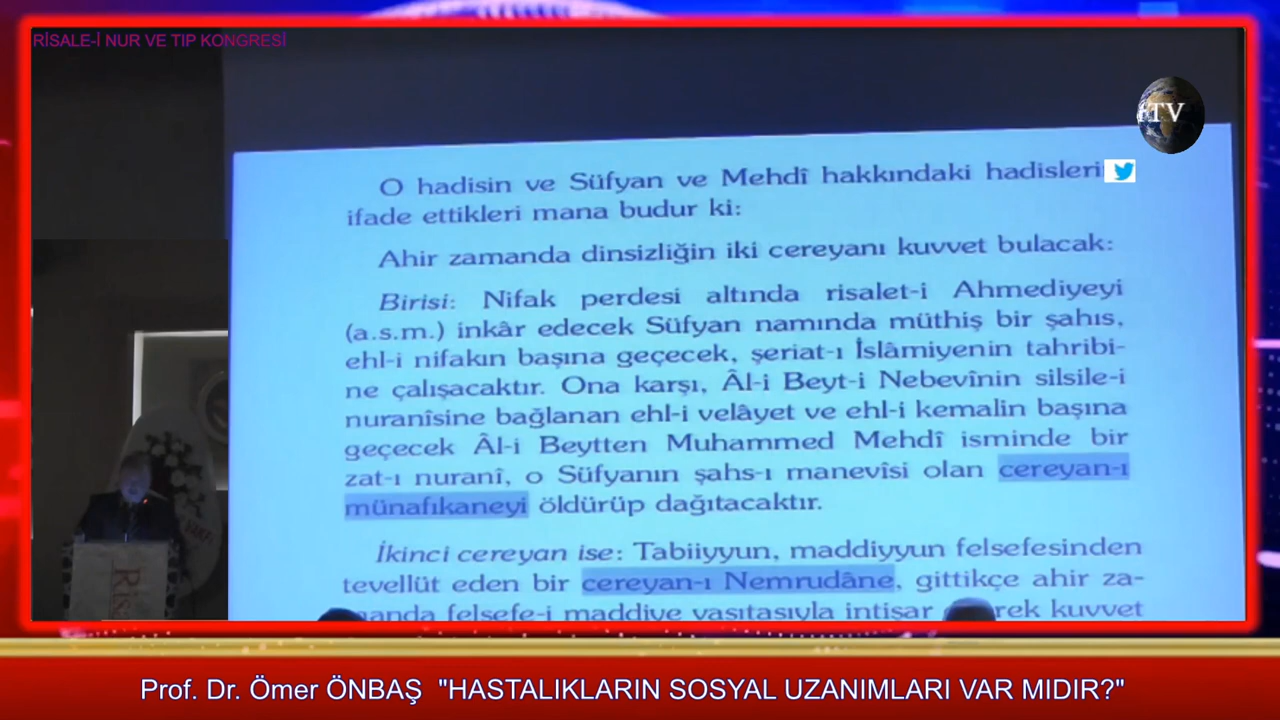 RİSALE-İ NUR VE TIP KONGRESİ
TV
O hadisin ve Süfyan ve Mehdî hakkındaki hadisleri
ifade ettikleri mana budur ki:
Ahir zamanda dinsizliğin iki cereyanı kuvvet bulacak:
Birisi: Nifak perdesi altında risalet-i Ahmediyeyi
(a.s.m.) inkâr edecek Süfyan namında müthiş bir şahıs,
ehl-i nifakın başına geçecek, şeriat-ı İslâmiyenin tahribi-
ne çalışacaktır. Ona karşı, Âl-i Beyt-i Nebevînin silsile-i
nuranîsine bağlanan ehl-i velâyet ve ehl-i kemalin başına
geçecek Âl-i Beytten Muhammed Mehdî isminde bir
zat-ı nuranî, o Süfyanın şahs-ı manevîsi olan cereyan-ı
münafıkaneyi öldürüp dağıtacaktır.
İkinci cereyan ise: Tabiiyyun, maddiyyun felsefesinden
tevellüt eden bir cereyan-ı Nemrudâne, gittikçe ahir za-
manda felsefe-i maddiye vasıtasıyla intişar kuvvet
VAKF
Ris
Prof. Dr. Ömer ÖNBAŞ "HASTALIKLARIN SOSYAL UZANIMLARI VAR MIDIR?"